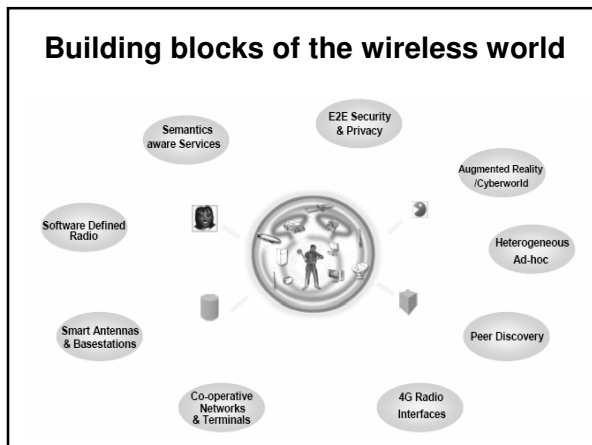 Building blocks of the wireless world
E2E Security
& Privacy
Semantics
aware Services
Augmented Reality
/Cyberworld
Software Defined
Radio
Heterogeneous
Ad-hoc
Smart Antennas
& Basestations
Peer Discovery
Co-operative
Networks
& Terminals
4G Radio
Interfaces